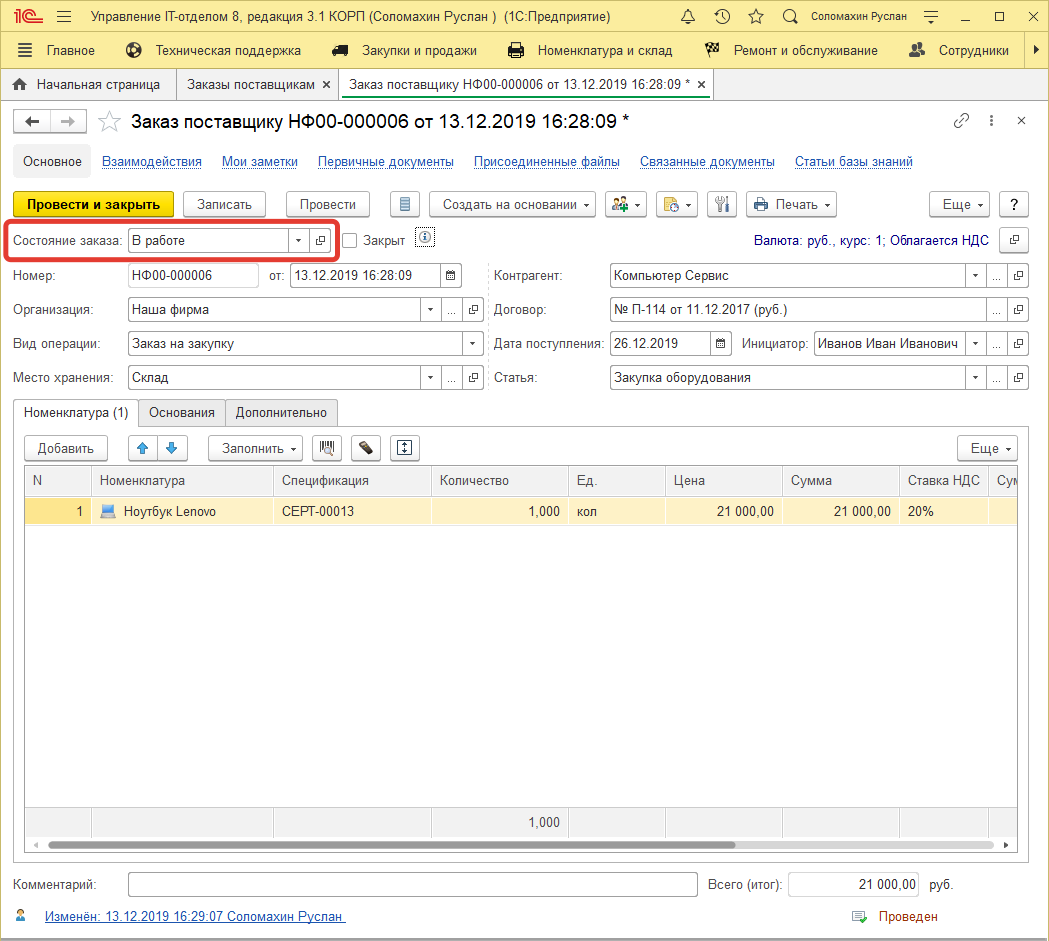 1С Управление IT-отделом 8, редакция 3.1 КОРП (Соломахин Руслан ) (1С:Предприятие) Соломахин Руслан
Главное Техническая поддержка Закупки и продажи Номенклатура и склад Ремонт и обслуживание Сотрудники
Начальная страница Заказы поставщикам × Заказ поставщику НФ00-000006 от 13.12.2019 16:28:09 * ×
Заказ поставщику НФ00-000006 от 13.12.2019 16:28:09 *
Основное Взаимодействия Мои заметки Первичные документы Присоединенные файлы Связанные документы Статьи базы знаний
Провести и закрыть Записать Провести Создать на основании Печать Еще ?
Состояние заказа: В работе Закрыт Валюта: руб., курс: 1; Облагается НДС
Номер: НФ00-000006 от: 13.12.2019 16:28:09 Контрагент: Компьютер Сервис ...
Организация: Наша фирма ... Договор: № П-114 от 11.12.2017 (руб.) ...
Вид операции: Заказ на закупку Дата поступления: 26.12.2019 Инициатор: Иванов Иван Иванович ...
Место хранения: Склад ... Статья: Закупка оборудования ...
Номенклатура (1) Основания Дополнительно
Добавить Заполнить Еще
N Номенклатура Спецификация Количество Ед. Цена Сумма Ставка НДС Сум
1 Ноутбук Lenovo СЕРТ-00013 1,000 кол 21 000,00 21 000,00 20%
1,000
Комментарий: Всего (итог): 21 000,00 руб.
Изменён: 13.12.2019 16:29:07 Соломахин Руслан Проведен